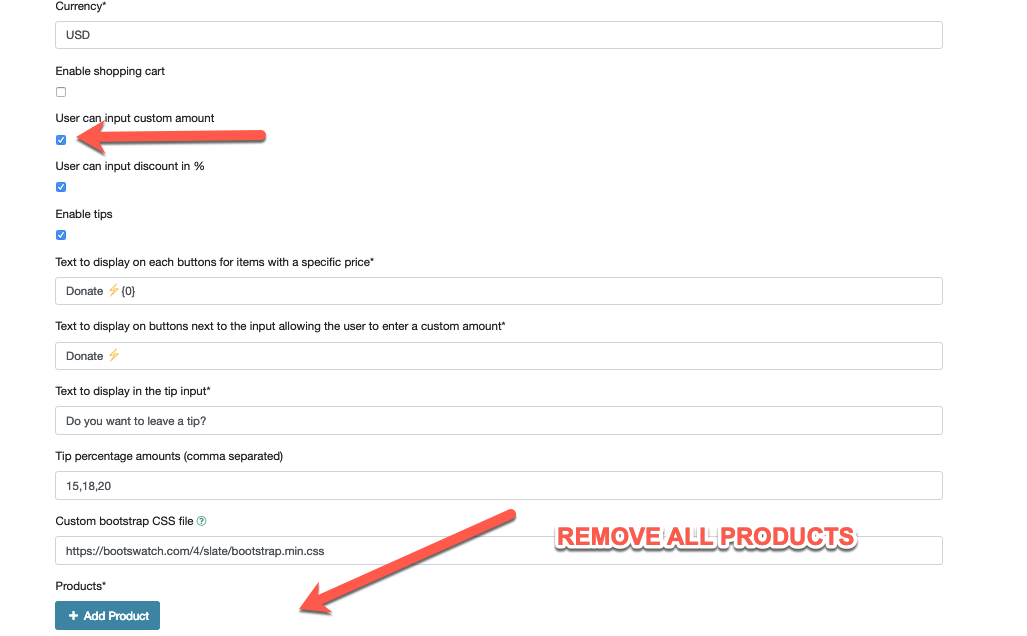 Currency*
USD
Enable shopping cart
User can input custom amount
User can input discount in %
Enable tips
Text to display on each buttons for items with a specific price*
Donate ⚡{0}
Text to display on buttons next to the input allowing the user to enter a custom amount*
Donate ⚡
Text to display in the tip input*
Do you want to leave a tip?
Tip percentage amounts (comma separated)
15,18,20
Custom bootstrap CSS file ?
REMOVE ALL PRODUCTS
https://bootswatch.com/4/slate/bootstrap.min.css
Products*
+ Add Product